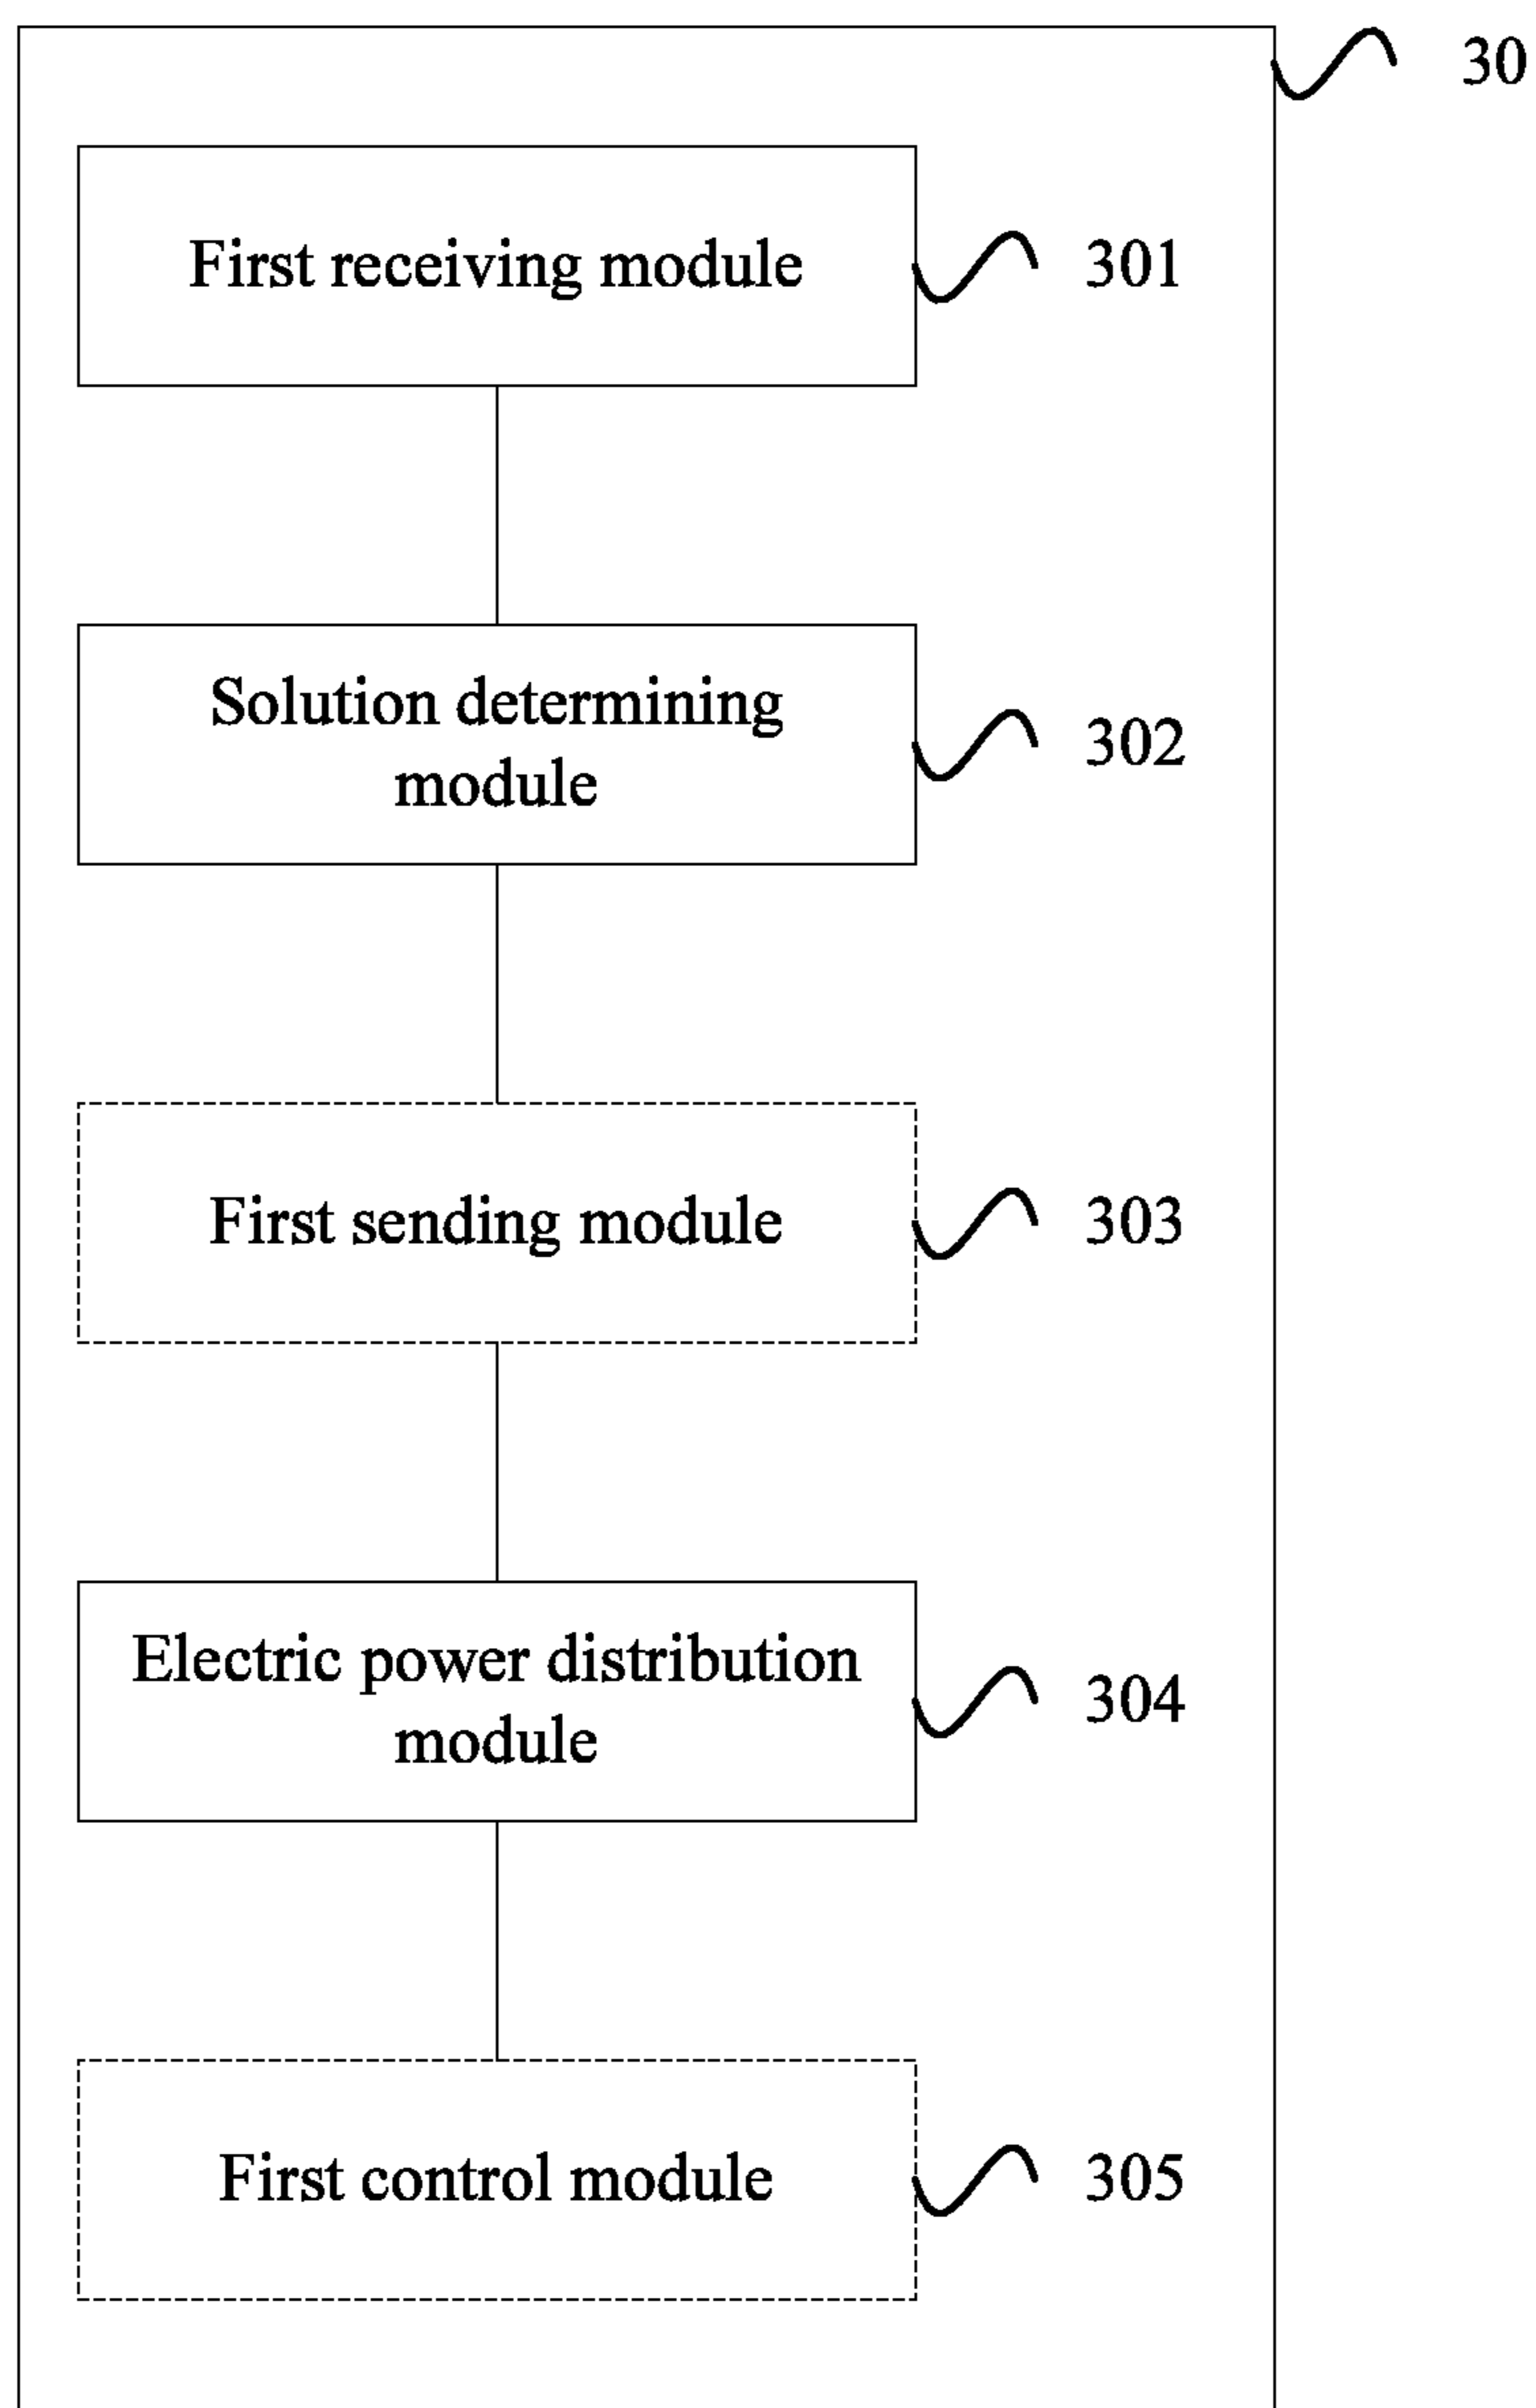 30
First receiving module
301
Solution determining
module
302
First sending module
303
Electric power distribution
module
304
First control module
305